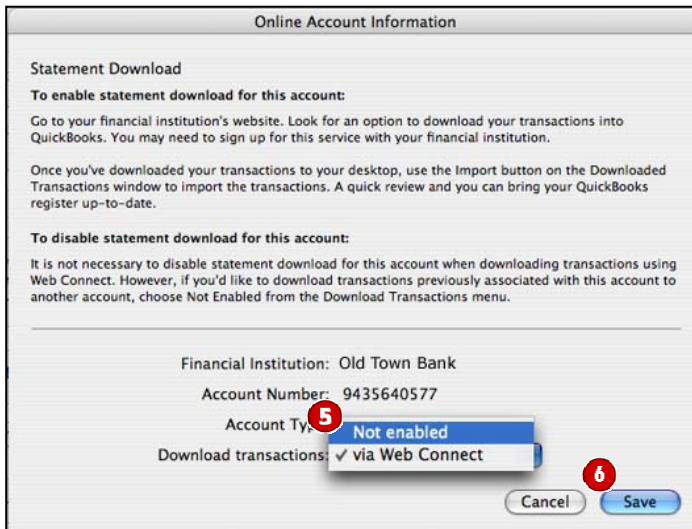 Online Account Information
Statement Download
To enable statement download for this account:
Go to your financial institution's website. Look for an option to download your transactions into
QuickBooks. You may need to sign up for this service with your financial institution.
Once you've downloaded your transactions to your desktop, use the Import button on the Downloaded
Transactions window to import the transactions. A quick review and you can bring your QuickBooks
register up-to-date.
To disable statement download for this account:
It is not necessary to disable statement download for this account when downloading transactions using
Web Connect. However, if you'd like to download transactions previously associated with this account to
another account, choose Not Enabled from the Download Transactions menu.
Financial Institution: Old Town Bank
Account Number: 9435640577
Account Ty 5 Not enabled
Download transactions: ✓ via Web Connect
6
Cancel Save